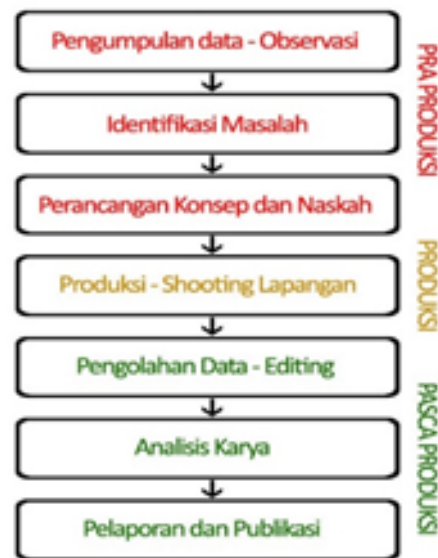 Pengumpulan data - Observasi
Identifikasi Masalah
Perancangan Konsep dan Naskah
PRA PRODUKSI
Produksi - Shooting Lapangan
PRODUKSI
Pengolahan Data - Editing
Analisis Karya
Pelaporan dan Publikasi
PASCA PRODUKSI